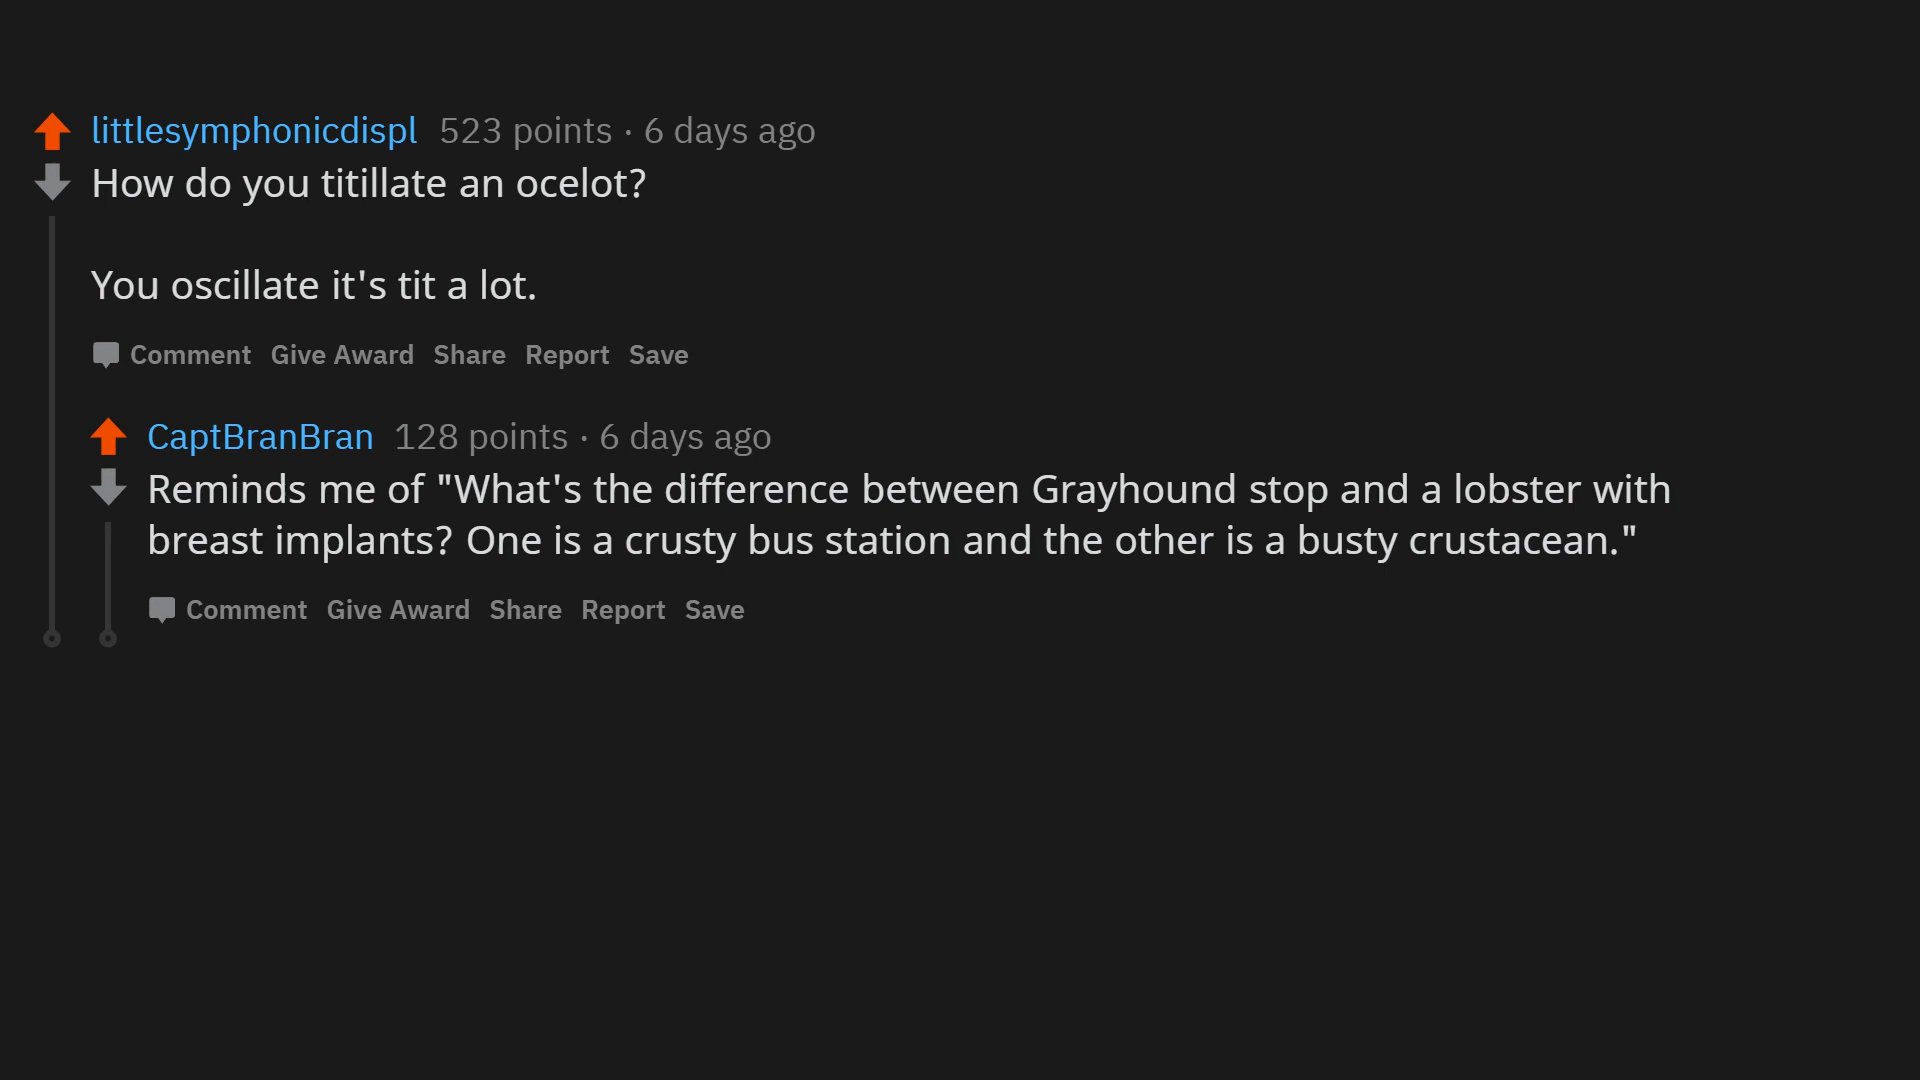 littlesymphonicdispl 523 points · 6 days ago
How do you titillate an ocelot?
You oscillate it's tit a lot.
Comment Give Award Share Report Save
CaptBranBran 128 points · 6 days ago
Reminds me of "What's the difference between Grayhound stop and a lobster with
breast implants? One is a crusty bus station and the other is a busty crustacean."
Comment Give Award Share Report Save